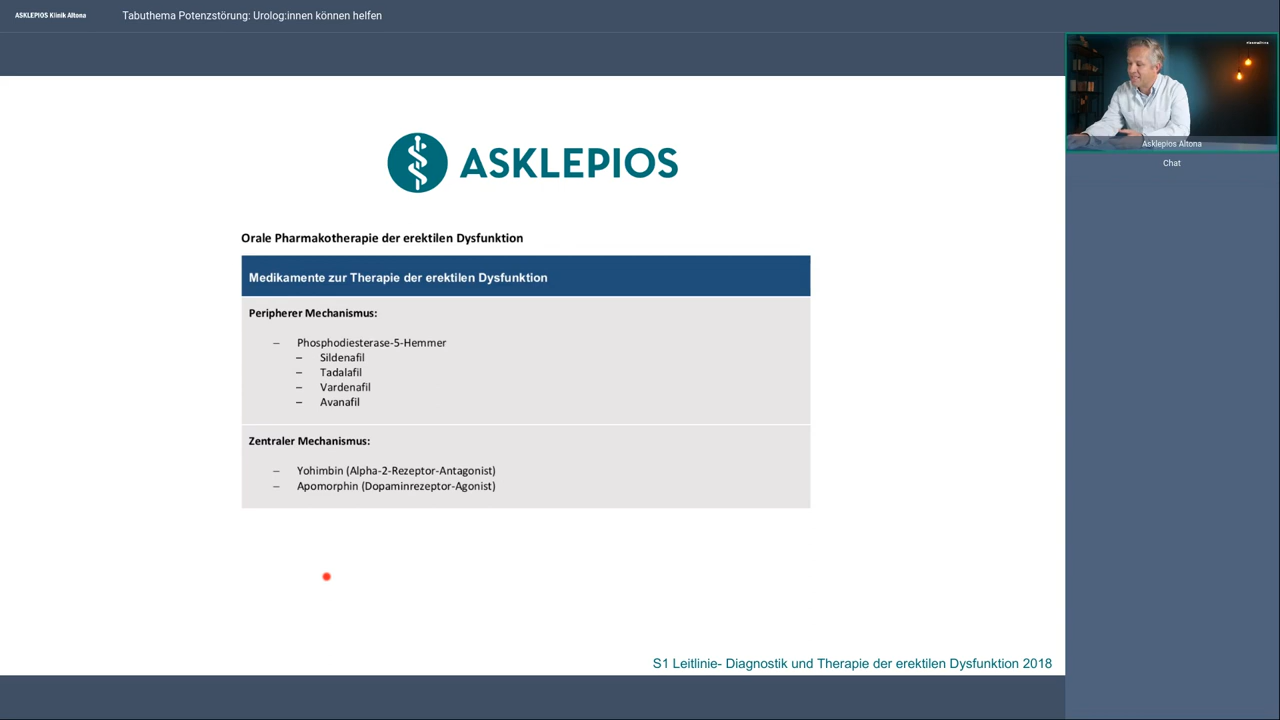 ASKLEPIOS Klinik Altona
Tabuthema Potenzstörung: Urolog:innen können helfen
Asklepios Altona
Chat
ASKLEPIOS
Orale Pharmakotherapie der erektilen Dysfunktion
Medikamente zur Therapie der erektilen Dysfunktion
Peripherer Mechanismus:
– Phosphodiesterase-5-Hemmer
– Sildenafil
– Tadalafil
– Vardenafil
– Avanafil
Zentraler Mechanismus:
– Yohimbin (Alpha-2-Rezeptor-Antagonist)
– Apomorphin (Dopaminrezeptor-Agonist)
S1 Leitlinie- Diagnostik und Therapie der erektilen Dysfunktion 2018